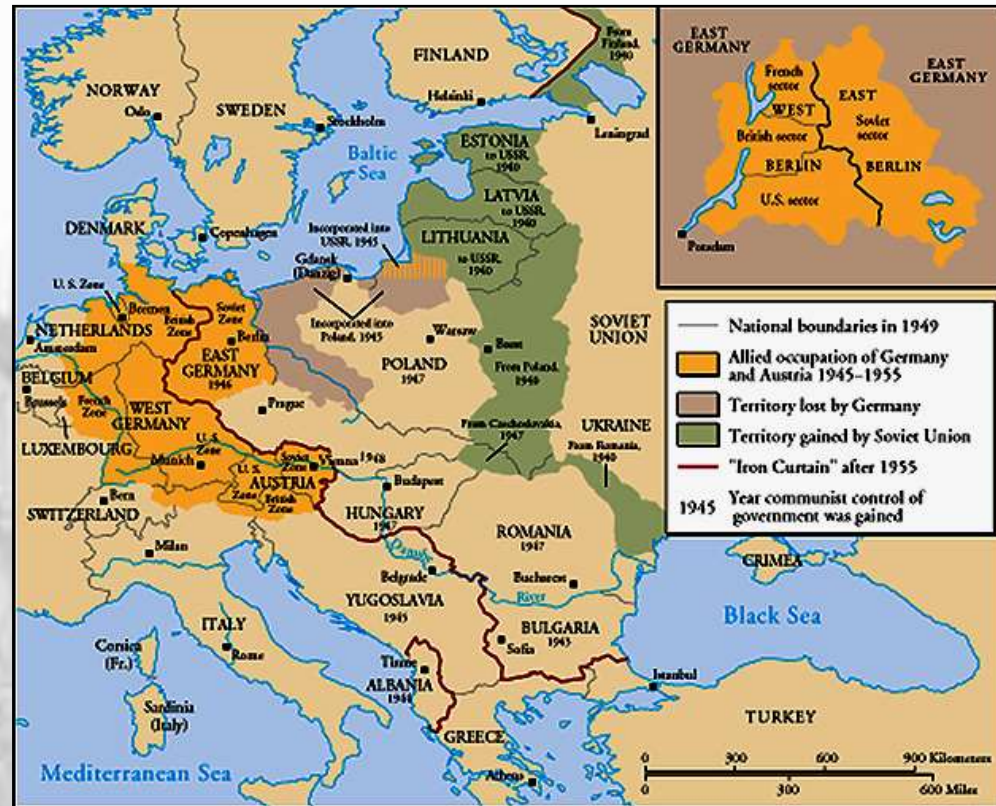 NORWAY
Oslo
SWEDEN
Stockholm
FINLAND
Helsinki
From
Finland,
1940
Leningrad
Baltic
Sea
ESTONIA
to USSR,
1940
LATVIA
to USSR,
1940
LITHUANIA
to USSR,
1940
DENMARK
Copenhagen
Incorporated into
USSR, 1945
Gdansk
(Danzig)
Incorporated into
Poland, 1945
U.S. Zone
Bremen
British
Zone
Soviet
Zone
Berlin
NETHERLANDS
Amsterdam
EAST
GERMANY
1946
Warsaw
POLAND
1947
Brest
From Poland,
1940
SOVIET
UNION
BELGIUM
Brussels
French
Zone
WEST
GERMANY
LUXEMBOURG
Prague
From Czechoslovakia,
1947
UKRAINE
From Romania,
1940
U.S.
Zone
Munich
Soviet
Zone
Vienna
1948
U.S.
Zone
AUSTRIA
British
Zone
Bern
SWITZERLAND
Budapest
HUNGARY
1947
ROMANIA
1947
Milan
Danube
River
Belgrade
Bucharest
CRIMEA
YUGOSLAVIA
1945
BULGARIA
Sofia
Black Sea
ITALY
Rome
Corsica
(Fr.)
Sardinia
(Italy)
ALBANIA
Istanbul
TURKEY
GREECE
Athens
Mediterranean Sea
EAST
GERMANY
EAST
GERMANY
French
sector
WEST
EAST
British sector
Soviet
sector
BERLIN
BERLIN
U.S. sector
Potsdam
National boundaries in 1949
Allied occupation of Germany
and Austria 1945–1955
Territory lost by Germany
Territory gained by Soviet Union
"Iron Curtain" after 1955
1945 Year communist control of
government was gained
0 300 600 900 Kilometers
0 300 600 Miles